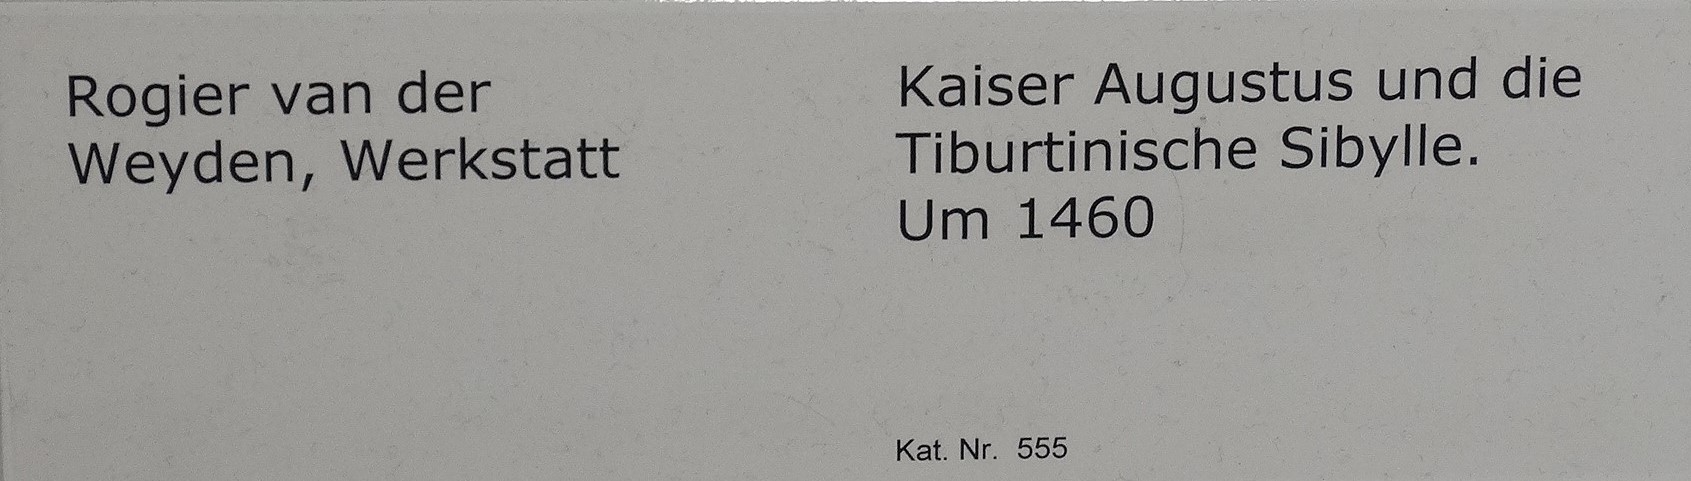 Rogier van der
Weyden, Werkstatt
Kaiser Augustus und die
Tiburtinische Sibylle.
Um 1460
Kat. Nr. 555